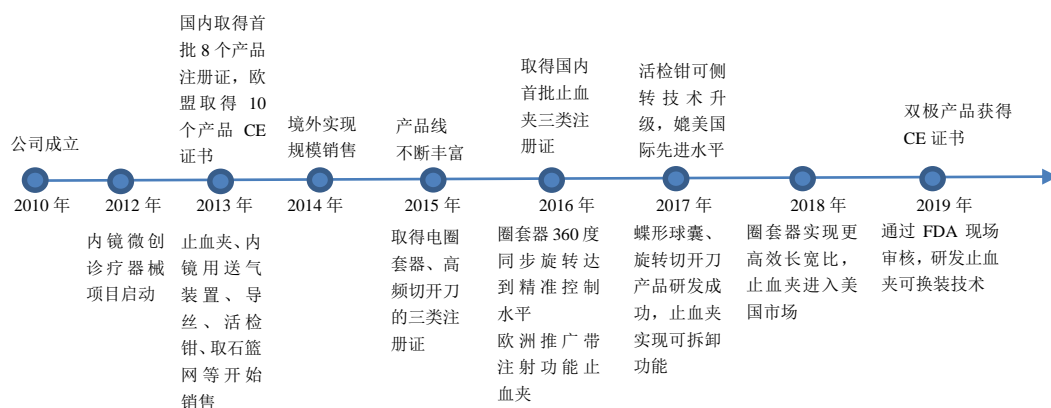 公司成立
国内取得首
批 8 个产品
注册证，欧
盟取得 10
个产品 CE
证书
境外实现
规模销售
产品线
不断丰富
取得国内
首批止血
夹三类注
册证
活检钳可侧
转技术升
级，媲美国
际先进水平
双极产品获得
CE 证书
2010 年
2012 年
2013 年
2014 年
2015 年
2016 年
2017 年
2018 年
2019 年
内镜微创
诊疗器械
项目启动
止血夹、内
镜用送气
装置、导
丝、活检
钳、取石篮
网等开始
销售
取得电圈
套器、高
频切开刀
的三类注
册证
圈套器 360 度
同步旋转达
到精准控制
水平
欧洲推广带
注射功能止
血夹
蝶形球囊、
旋转切开刀
产品研发成
功，止血夹
实现可拆卸
功能
圈套器实现更
高效长宽比，
止血夹进入美
国市场
通过 FDA 现场
审核，研发止血
夹可换装技术